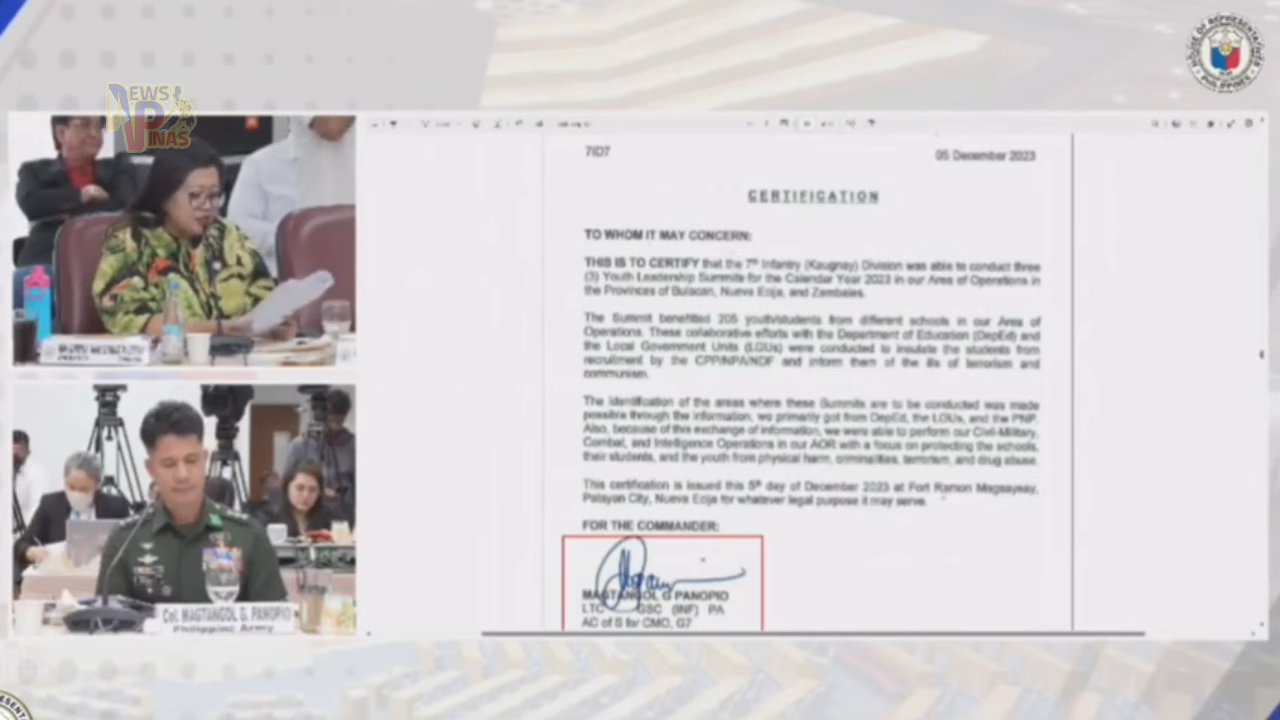 NEWS
PINAS
HOUSE OF REPRESENTATIVES
PHILIPPINES
7ID7
05 December 2023
CERTIFICATION
TO WHOM IT MAY CONCERN:
THIS IS TO CERTIFY that the 7th Infantry (Kaugnay) Division was able to conduct three
(3) Youth Leadership Summits for the Calendar Year 2023 in our Area of Operations in
the Provinces of Bulacan, Nueva Ecija, and Zambales.
The Summit benefitted 205 youth/students from different schools in our Area of
Operations. These collaborative efforts with the Department of Education (DepEd) and
the Local Government Units (LGUs) were conducted to insulate the students from
recruitment by the CPP/NPA/NDF and inform them of the ills of terrorism and
communism.
The identification of the areas where these Summits are to be conducted was made
possible through the information, we primarily got from DepEd, the LGUs, and the PNP.
Also, because of this exchange of information, we were able to perform our Civil-Military,
Combat, and Intelligence Operations in our AOR with a focus on protecting the schools,
their students, and the youth from physical harm, criminalities, terrorism, and drug abuse.
This certification is issued this 5th day of December 2023 at Fort Ramon Magsaysay,
Palayan City, Nueva Ecija for whatever legal purpose it may serve.
FOR THE COMMANDER:
MAGTANGOL G PANOPIO
LTC GSC (INF) PA
AC of S for CMO, G7
Col. MAGTANGOL G. PANOPIO
Philippine Army